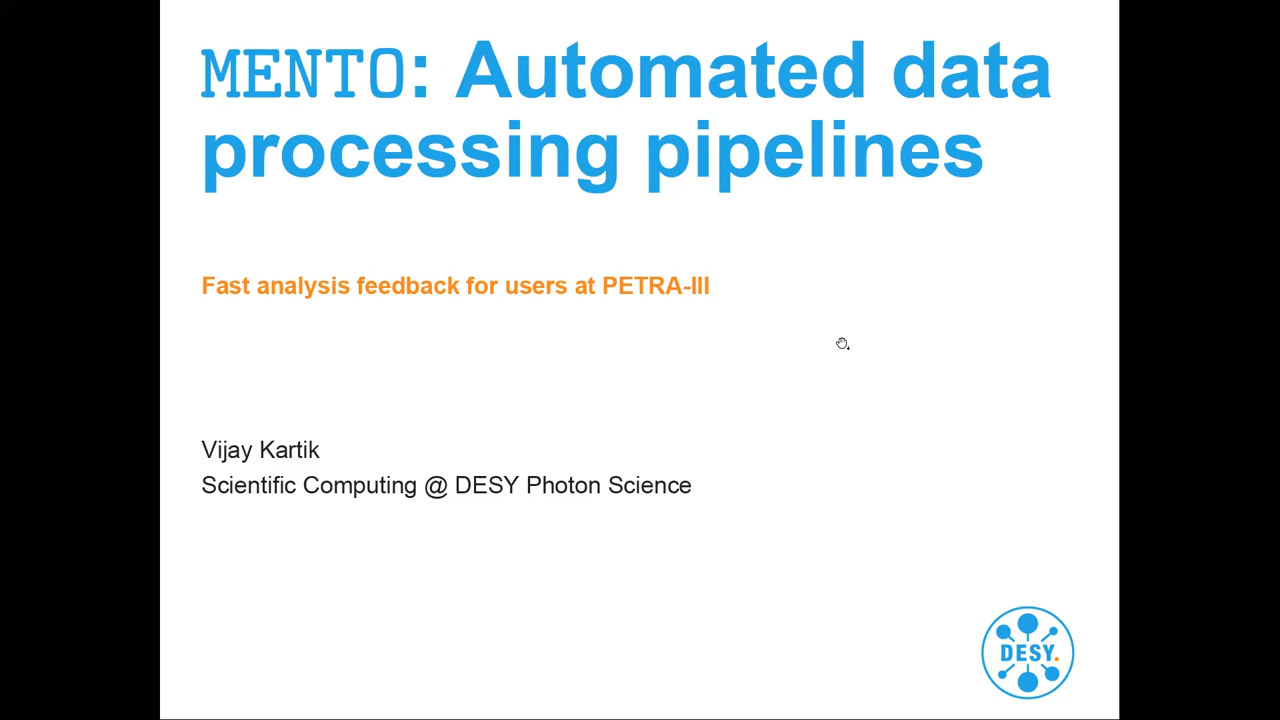 MENTO: Automated data
processing pipelines
Fast analysis feedback for users at PETRA-III
Vijay Kartik
Scientific Computing @ DESY Photon Science
DESY.